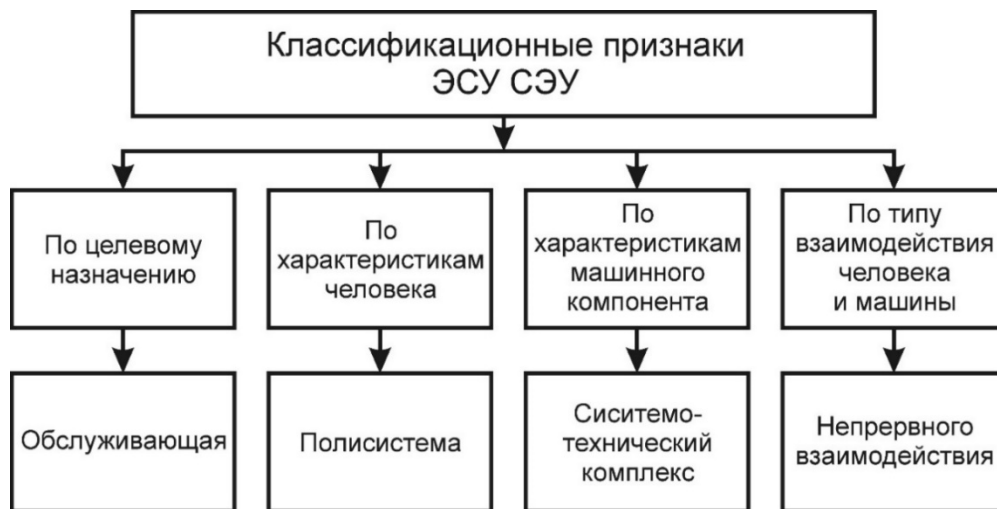 Классификационные признаки
ЭСУ СЭУ
По целевому
назначению
По
характеристикам
человека
По
характеристикам
машинного
компонента
По типу
взаимодействия
человека
и машины
Обслуживающая
Полисистема
Сиситемо-
технический
комплекс
Непрервного
взаимодействия